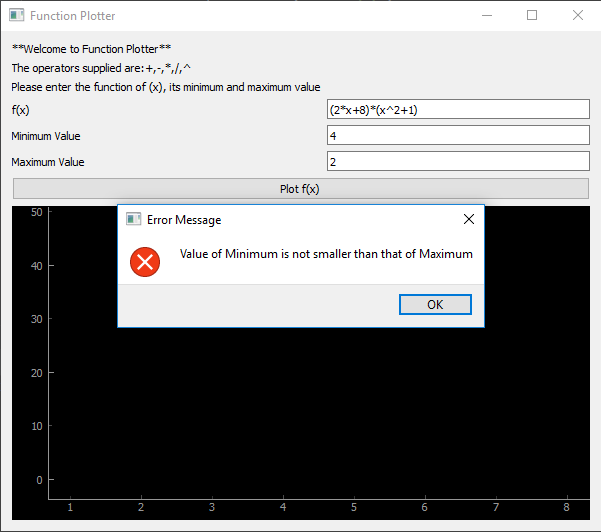 Function Plotter
**Welcome to Function Plotter**
The operators supplied are:+,-,*,/,^
Please enter the function of (x), its minimum and maximum value
f(x)
(2*x+8)*(x^2+1)
Minimum Value
4
Maximum Value
2
Plot f(x)
Error Message
Value of Minimum is not smaller than that of Maximum
OK
50
40
30
20
10
0
1 2 3 4 5 6 7 8